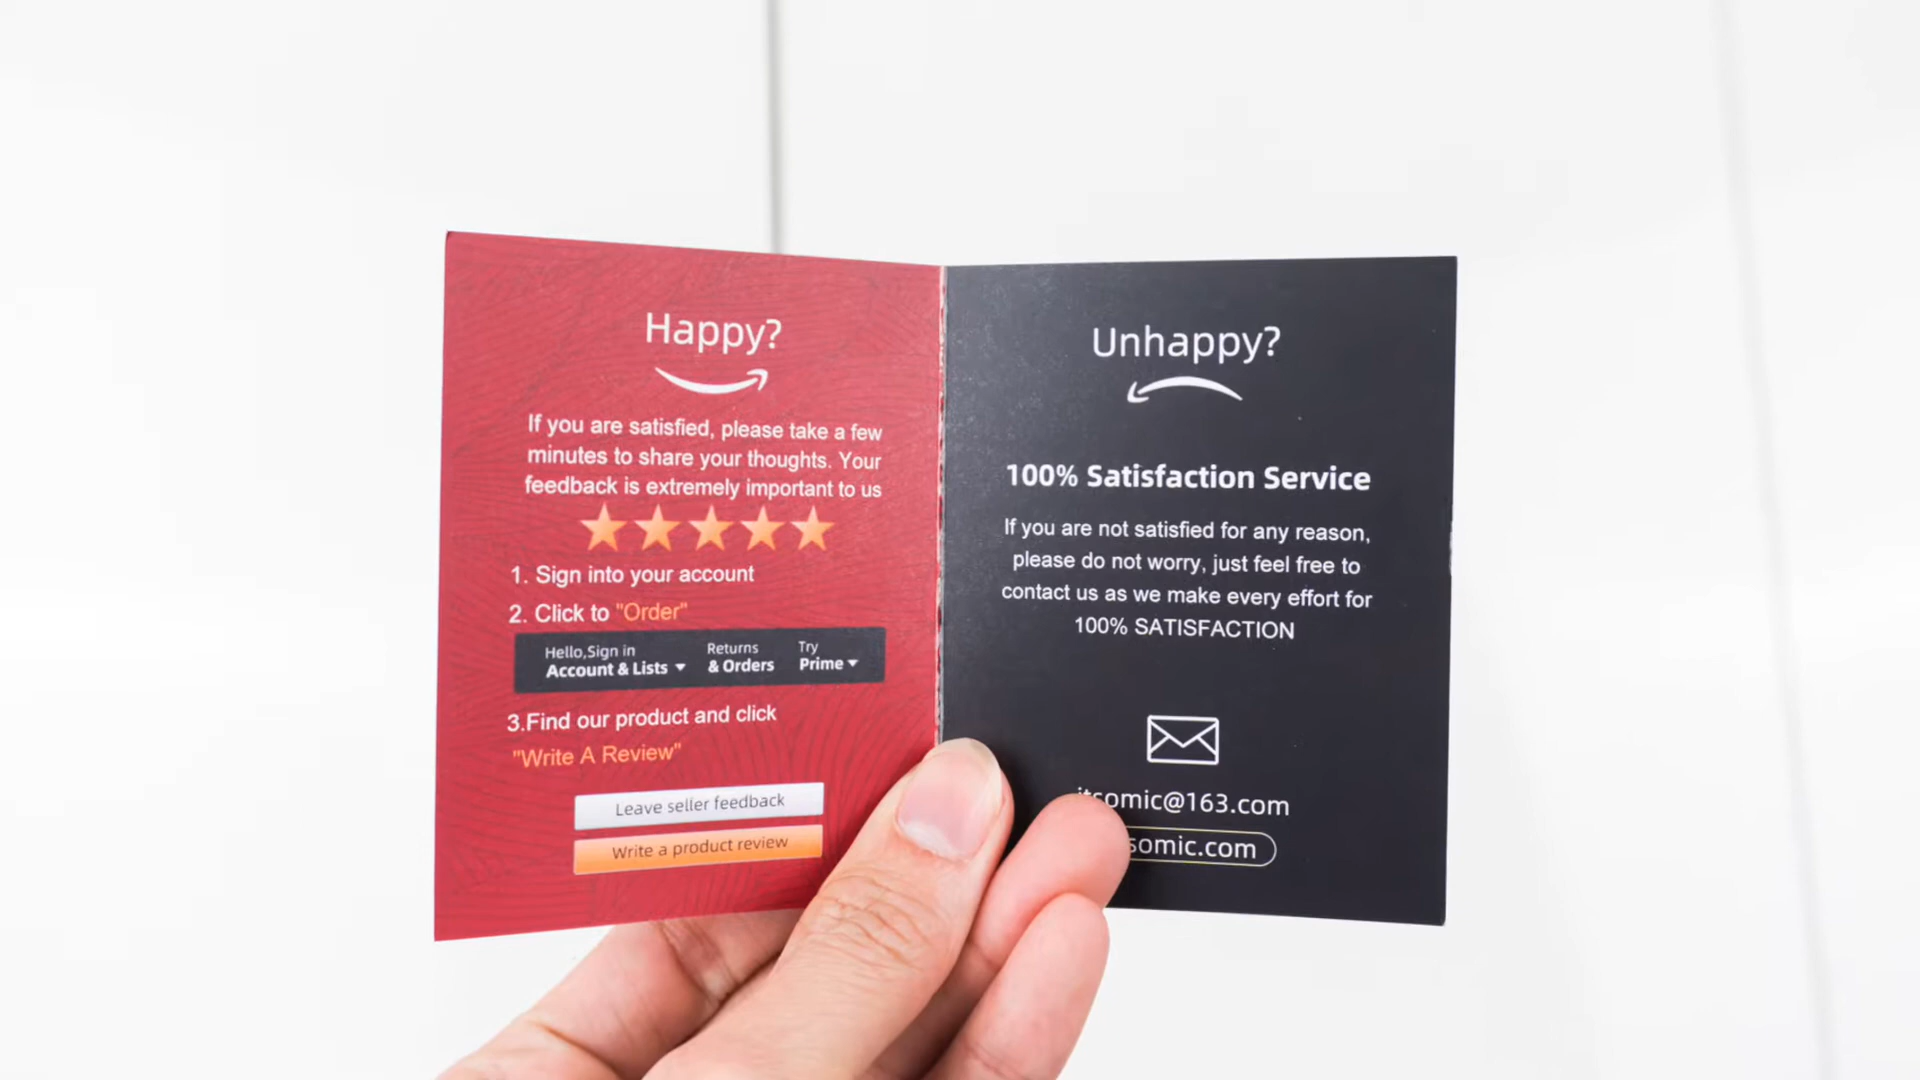 Happy?
If you are satisfied, please take a few
minutes to share your thoughts. Your
feedback is extremely important to us
1. Sign into your account
2. Click to "Order"
Hello,Sign in
Account & Lists
Returns
& Orders
Try
Prime
3.Find our product and click
"Write A Review"
Leave seller feedback
Write a product review
Unhappy?
100% Satisfaction Service
If you are not satisfied for any reason,
please do not worry, just feel free to
contact us as we make every effort for
100% SATISFACTION
itsomic@163.com
somic.com